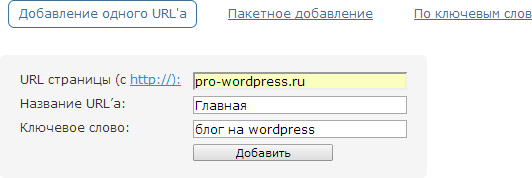 Добавление одного URL'а Пакетное добавление По ключевым слов
URL страницы (с http://): pro-wordpress.ru
Название URL'а: Главная
Ключевое слово: блог на wordpress
Добавить